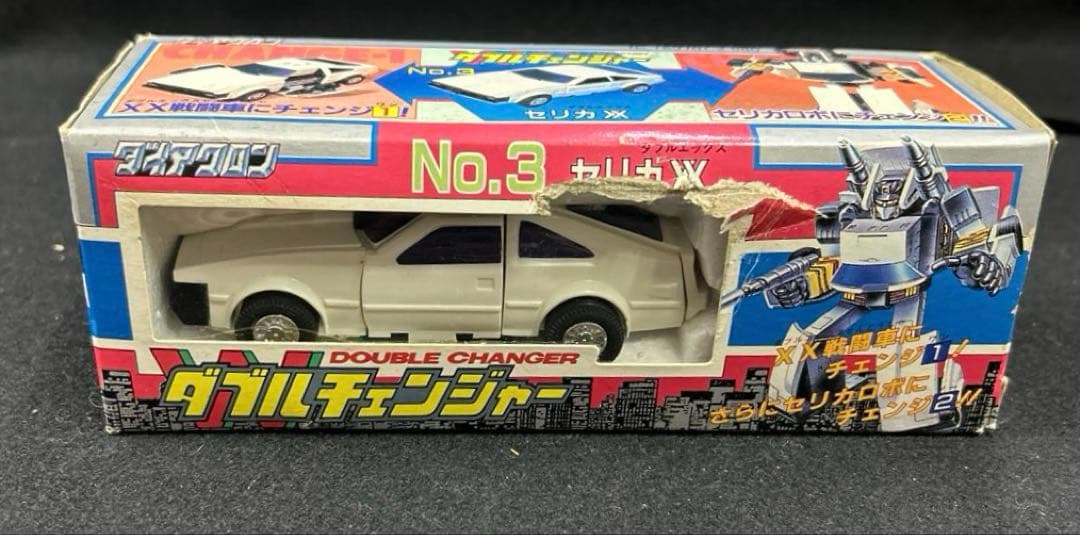 ダブルチェンジャー
No.3
XX戦闘車にチェンジ1!
セリカXX
セリカロボにチェンジ2!!
ダイアクロン
No.3
ダブルエックス
セリカXX
DOUBLE CHANGER
ダブルチェンジャー
XX戦闘車に
チェンジ1!
さらにセリカロボに
チェンジ2!!